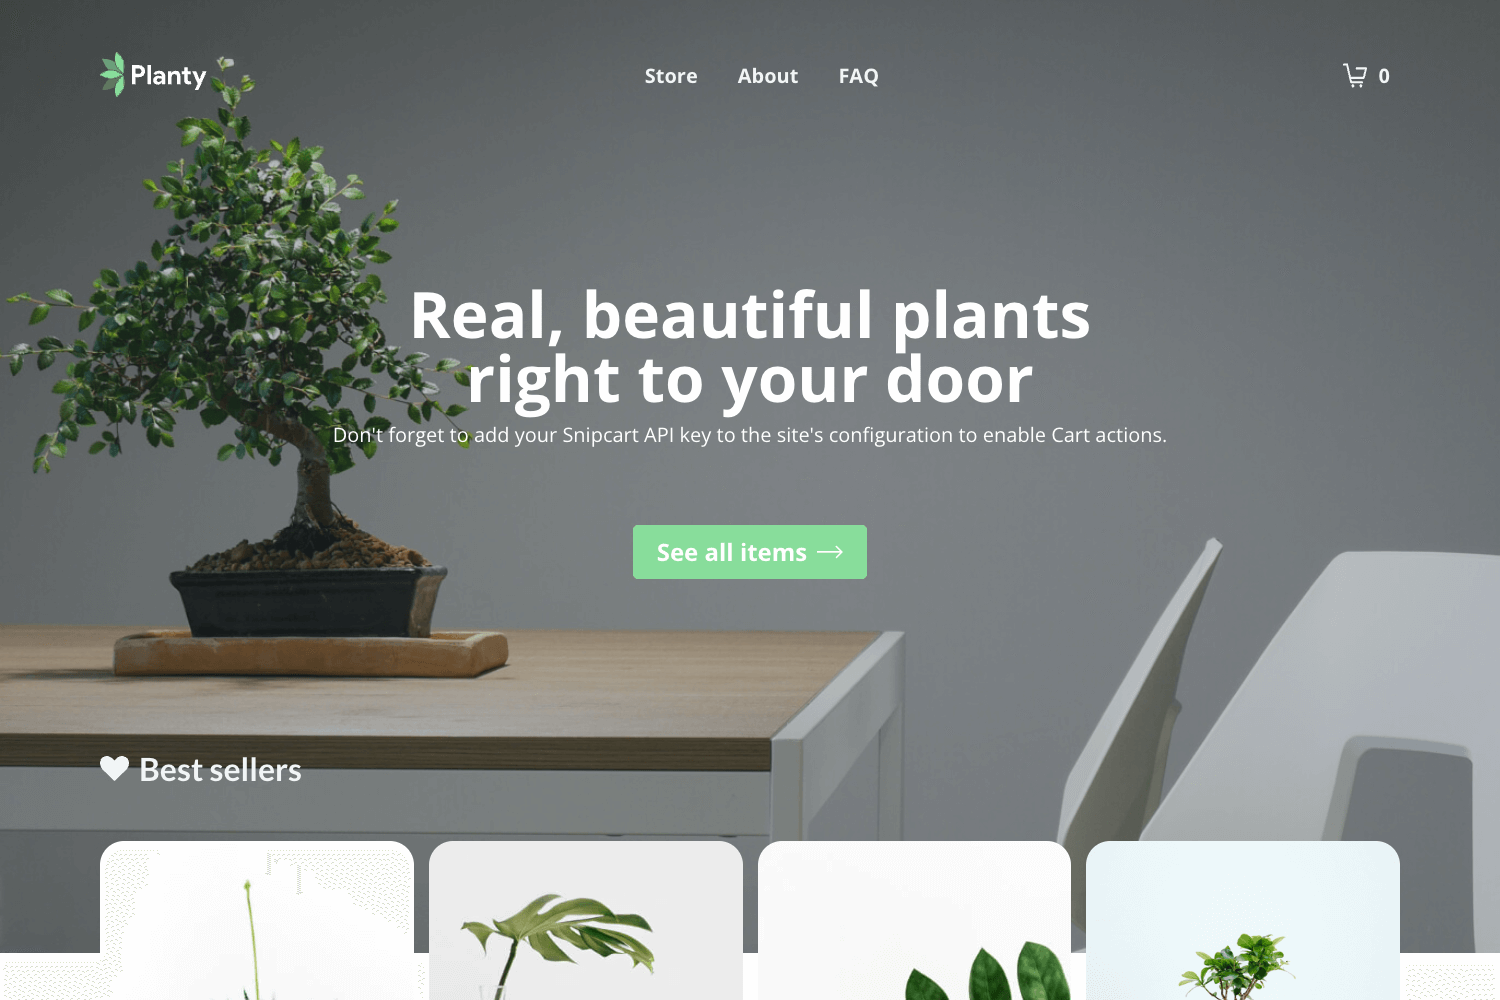 Planty
Store
About
FAQ
0
Real, beautiful plants
right to your door
Don't forget to add your Snipcart API key to the site's configuration to enable Cart actions.
See all items
Best sellers